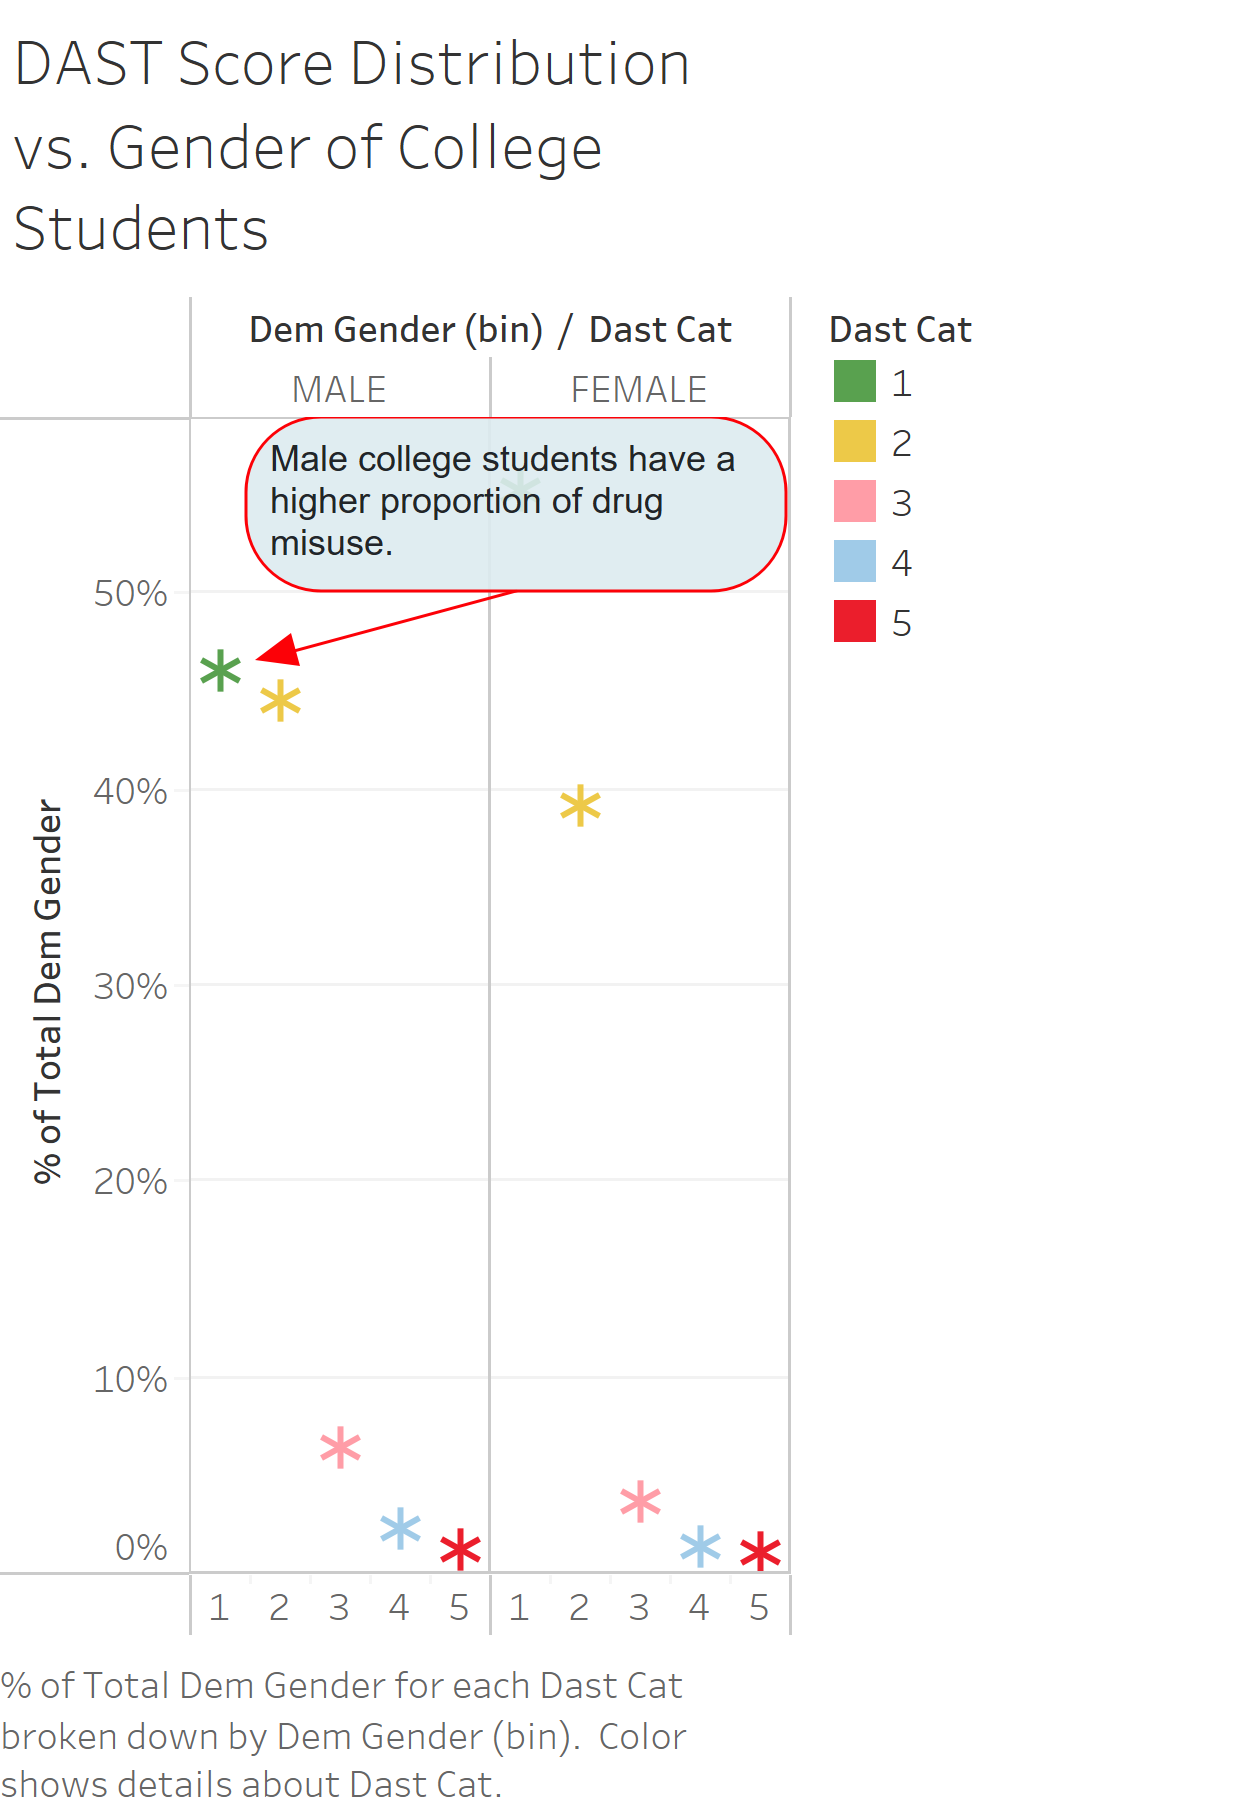 DAST Score Distribution
vs. Gender of College
Students
Dem Gender (bin) / Dast Cat
MALE
FEMALE
Dast Cat
1
2
3
4
5
Male college students have a
higher proportion of drug
misuse.
% of Total Dem Gender
50%
40%
30%
20%
10%
0%
1 2 3 4 5 1 2 3 4 5
% of Total Dem Gender for each Dast Cat
broken down by Dem Gender (bin). Color
shows details about Dast Cat.